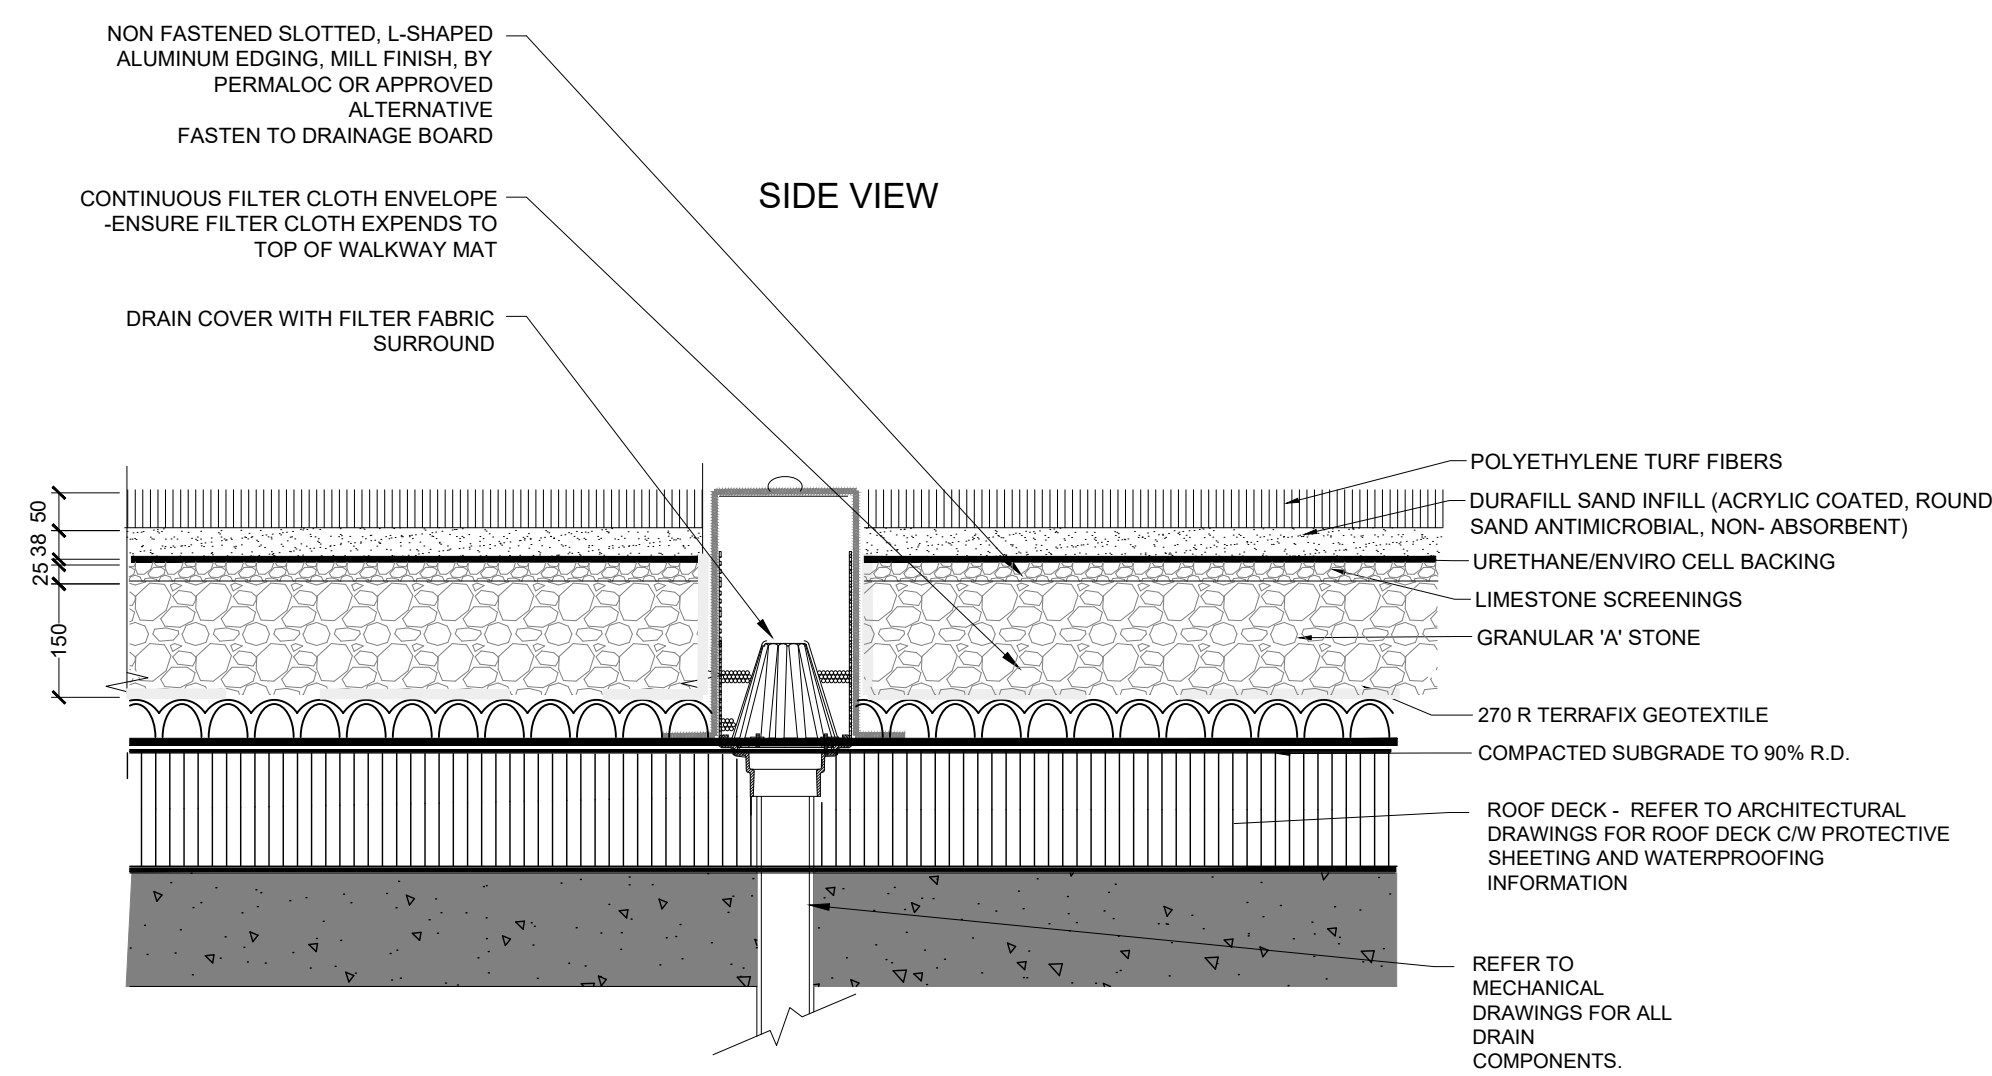 NON FASTENED SLOTTED, L-SHAPED
ALUMINUM EDGING, MILL FINISH, BY
PERMALOC OR APPROVED
ALTERNATIVE
FASTEN TO DRAINAGE BOARD
SIDE VIEW
CONTINUOUS FILTER CLOTH ENVELOPE
-ENSURE FILTER CLOTH EXPENDS TO
TOP OF WALKWAY MAT
DRAIN COVER WITH FILTER FABRIC
SURROUND
50
38
25
150
POLYETHYLENE TURF FIBERS
DURAFILL SAND INFILL (ACRYLIC COATED, ROUND
SAND ANTIMICROBIAL, NON- ABSORBENT)
URETHANE/ENVIRO CELL BACKING
LIMESTONE SCREENINGS
GRANULAR 'A' STONE
270 R TERRAFIX GEOTEXTILE
COMPACTED SUBGRADE TO 90% R.D.
ROOF DECK - REFER TO ARCHITECTURAL
DRAWINGS FOR ROOF DECK C/W PROTECTIVE
SHEETING AND WATERPROOFING
INFORMATION
REFER TO
MECHANICAL
DRAWINGS FOR ALL
DRAIN
COMPONENTS.